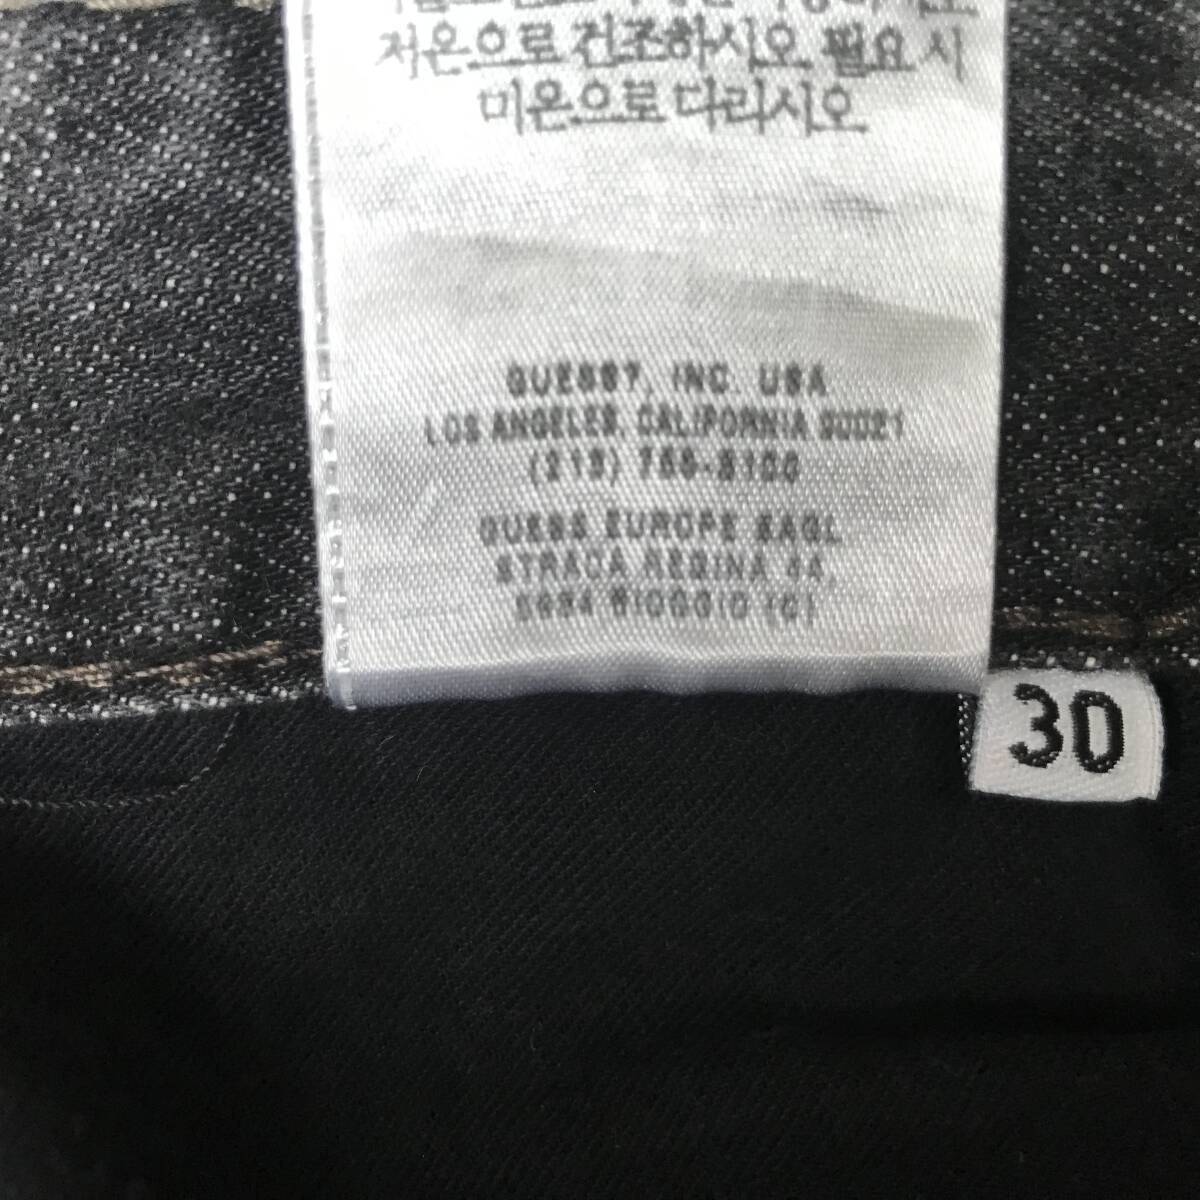 저온으로 건조하시오 필요 시
미온으로 다리시오
GUESS?, INC. USA
LOS ANGELES, CALIFORNIA 90021
(213) 765-3100
GUESS EUROPE SAGL
STRADA REGINA 44,
6934 BIOGGIO (C)
30